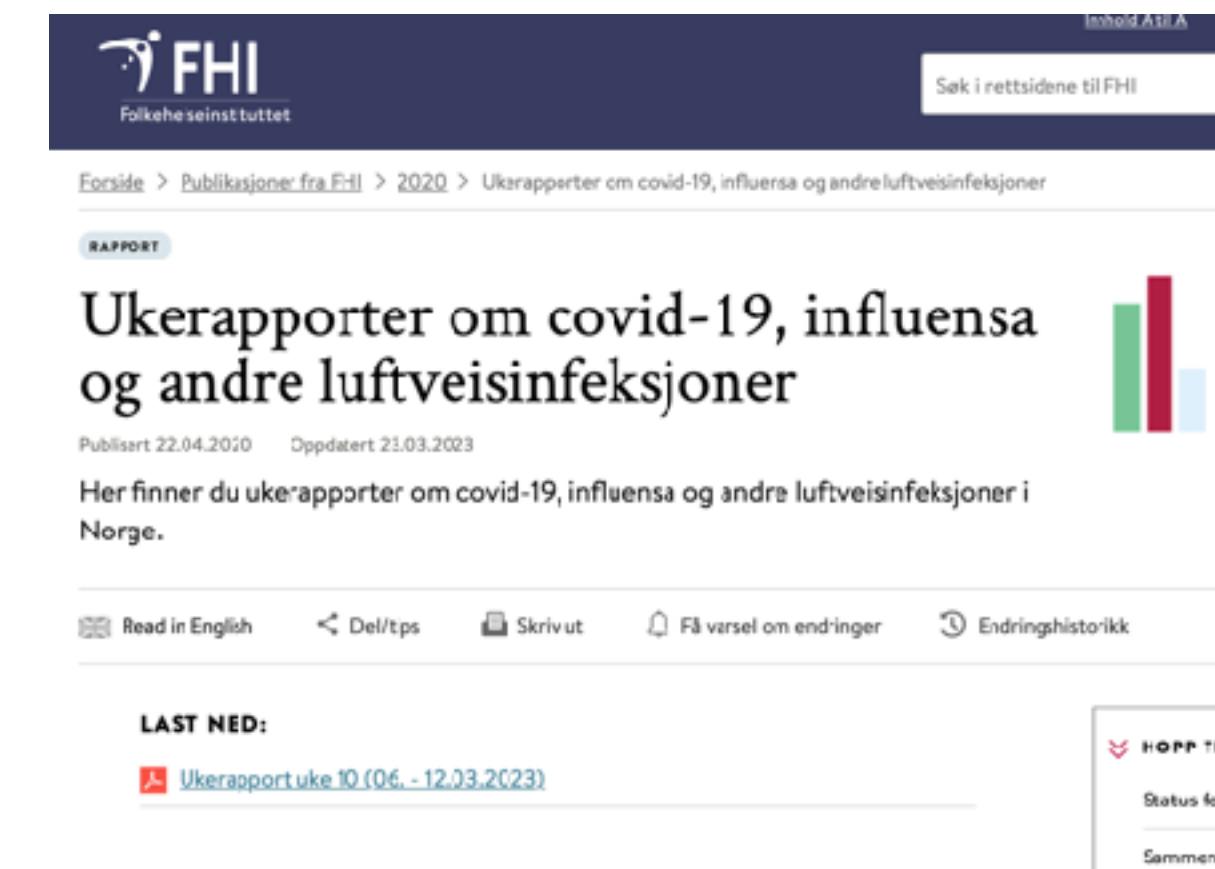 Innhold A til Å
FHI
Folkehelseinstituttet
Søk i nettsidene til FHI
Forside > Publikasjoner fra FHI > 2020 > Ukerapporter om covid-19, influensa og andre luftveisinfeksjoner
RAPPORT
Ukerapporter om covid-19, influensa
og andre luftveisinfeksjoner
Publisert 22.04.2020 Oppdatert
Her finner du ukerapporter om covid-19, influensa og andre luftveisinfeksjoner i
Norge.
Read in English Del/tips Skriv ut Få varsel om endringer Endringshistorikk
LAST NED:
Ukerapport uke 10 (06. - 12.03.2023)
HOPP
Status